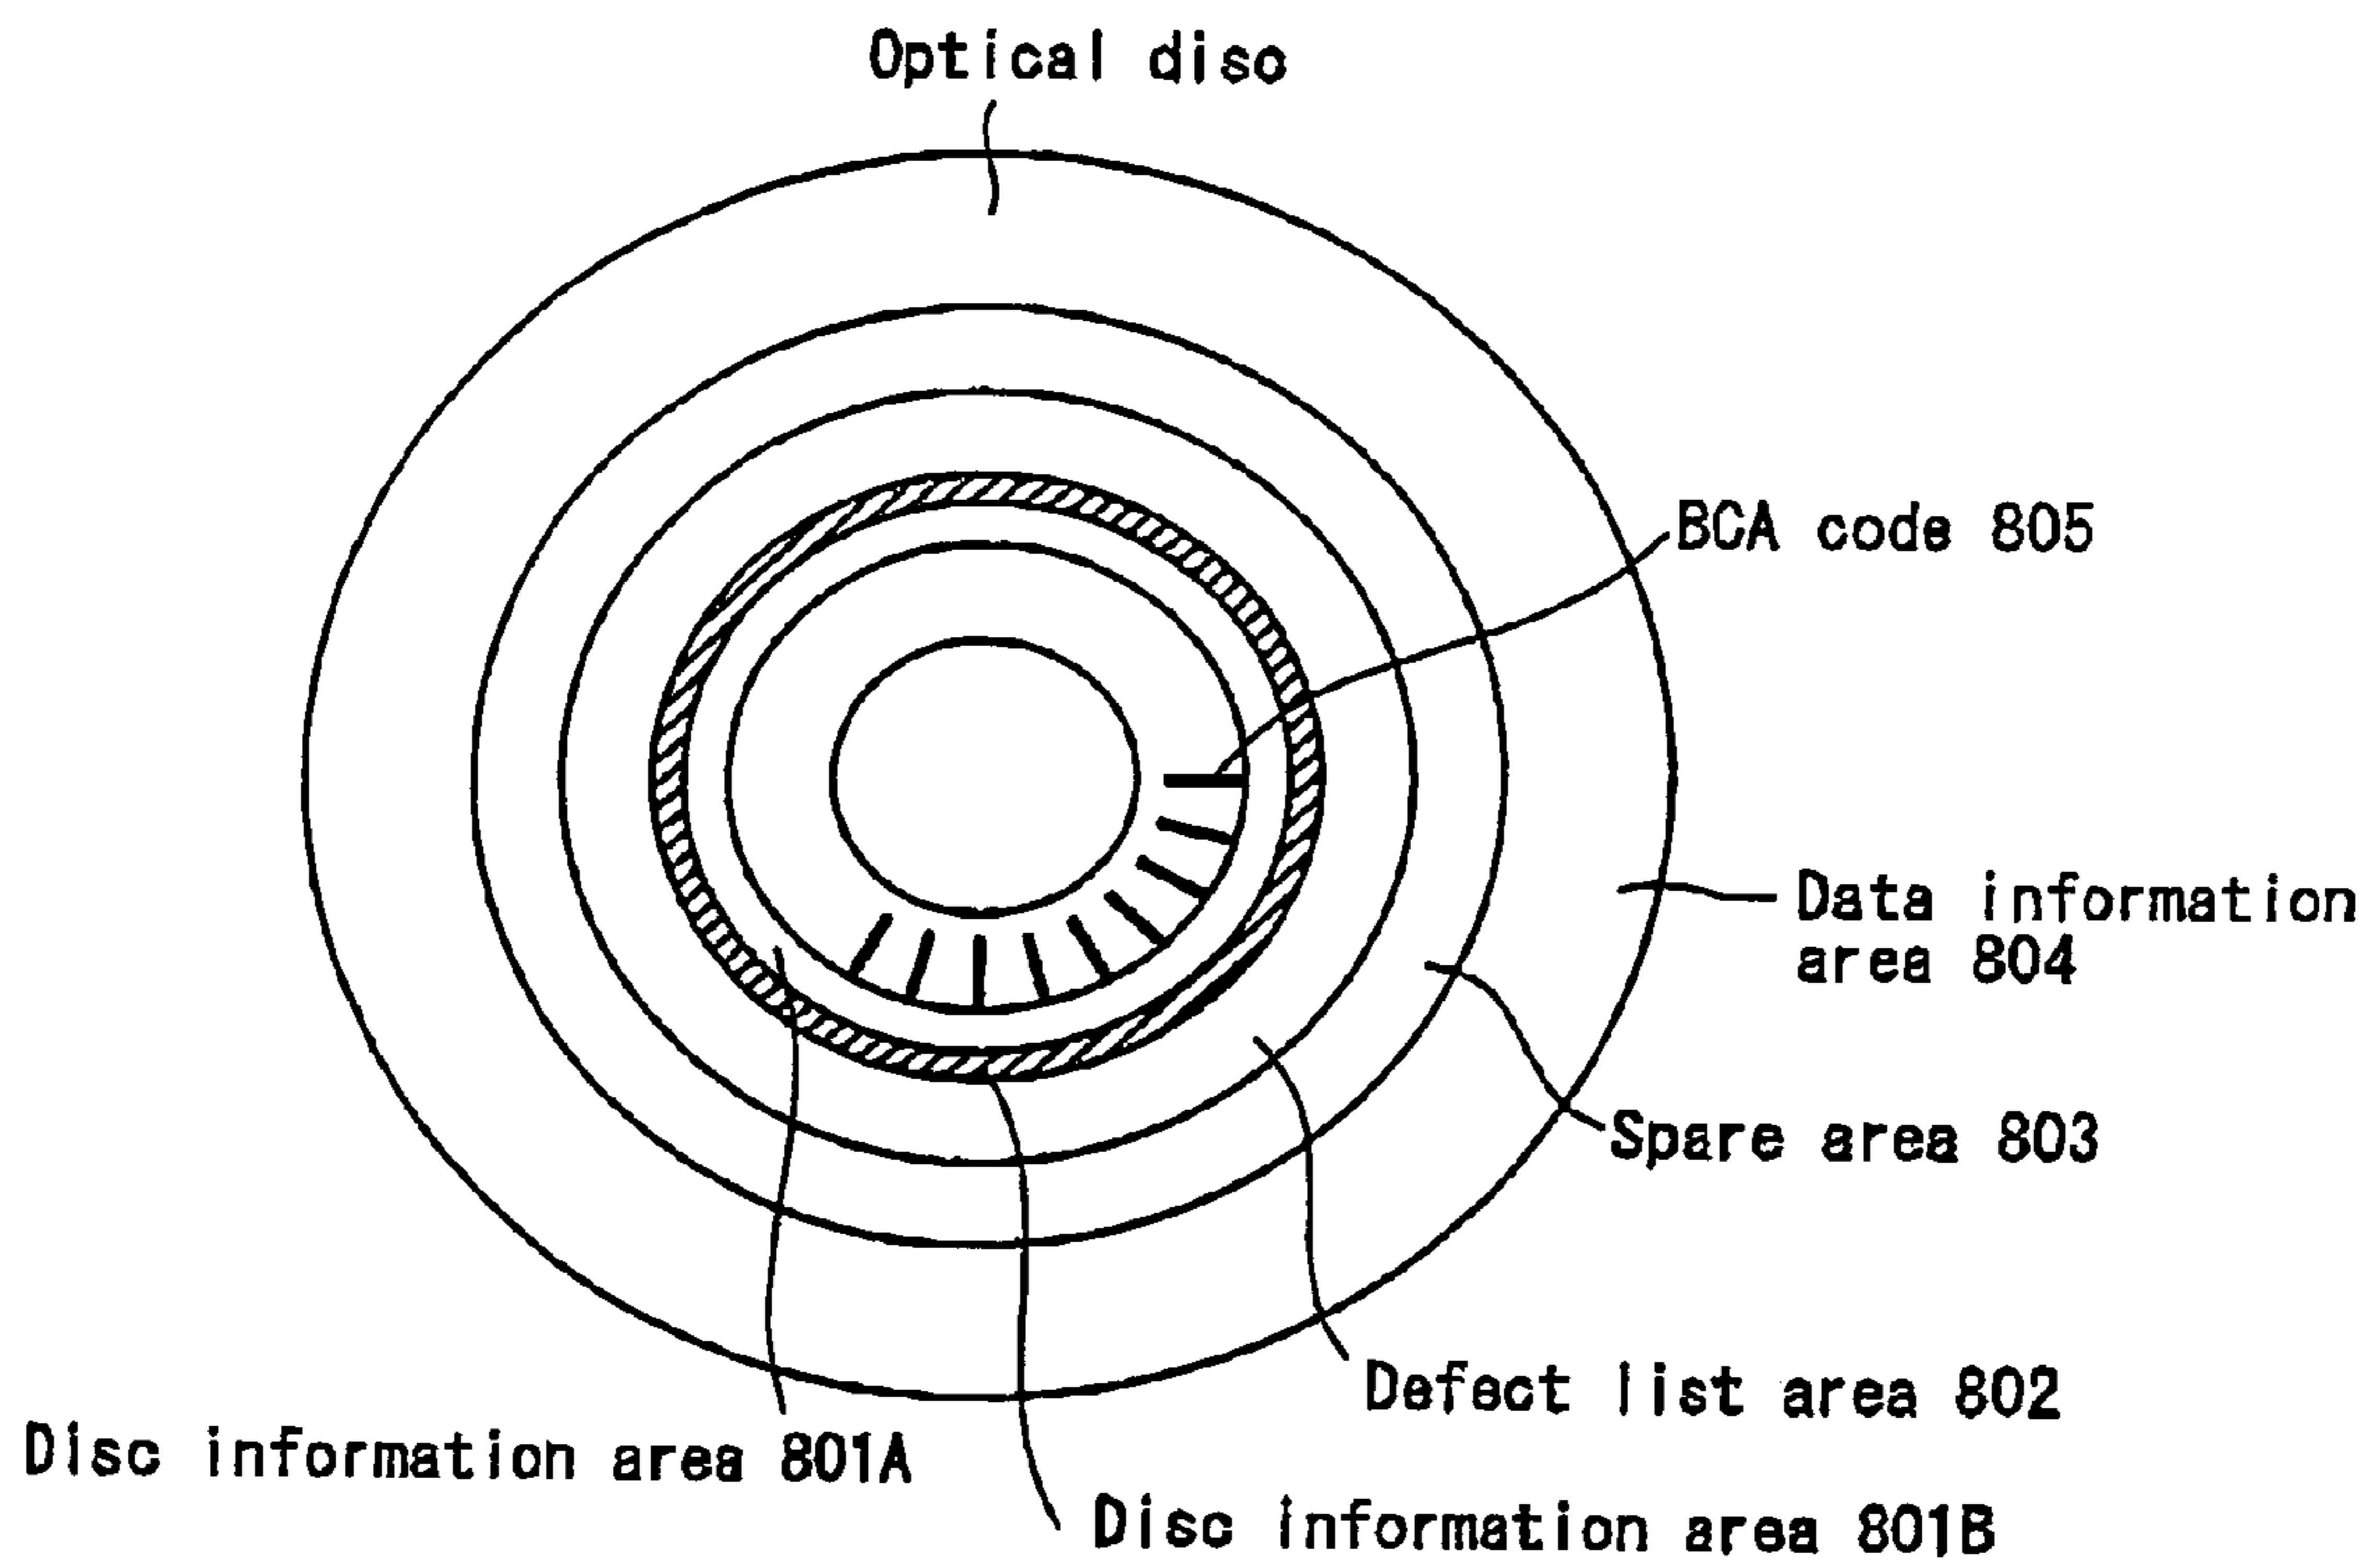 Optical disc
BCA code 805
Data information
area 804
Spare area 803
Defect list area 802
Disc information area 801A
Disc information area 801B